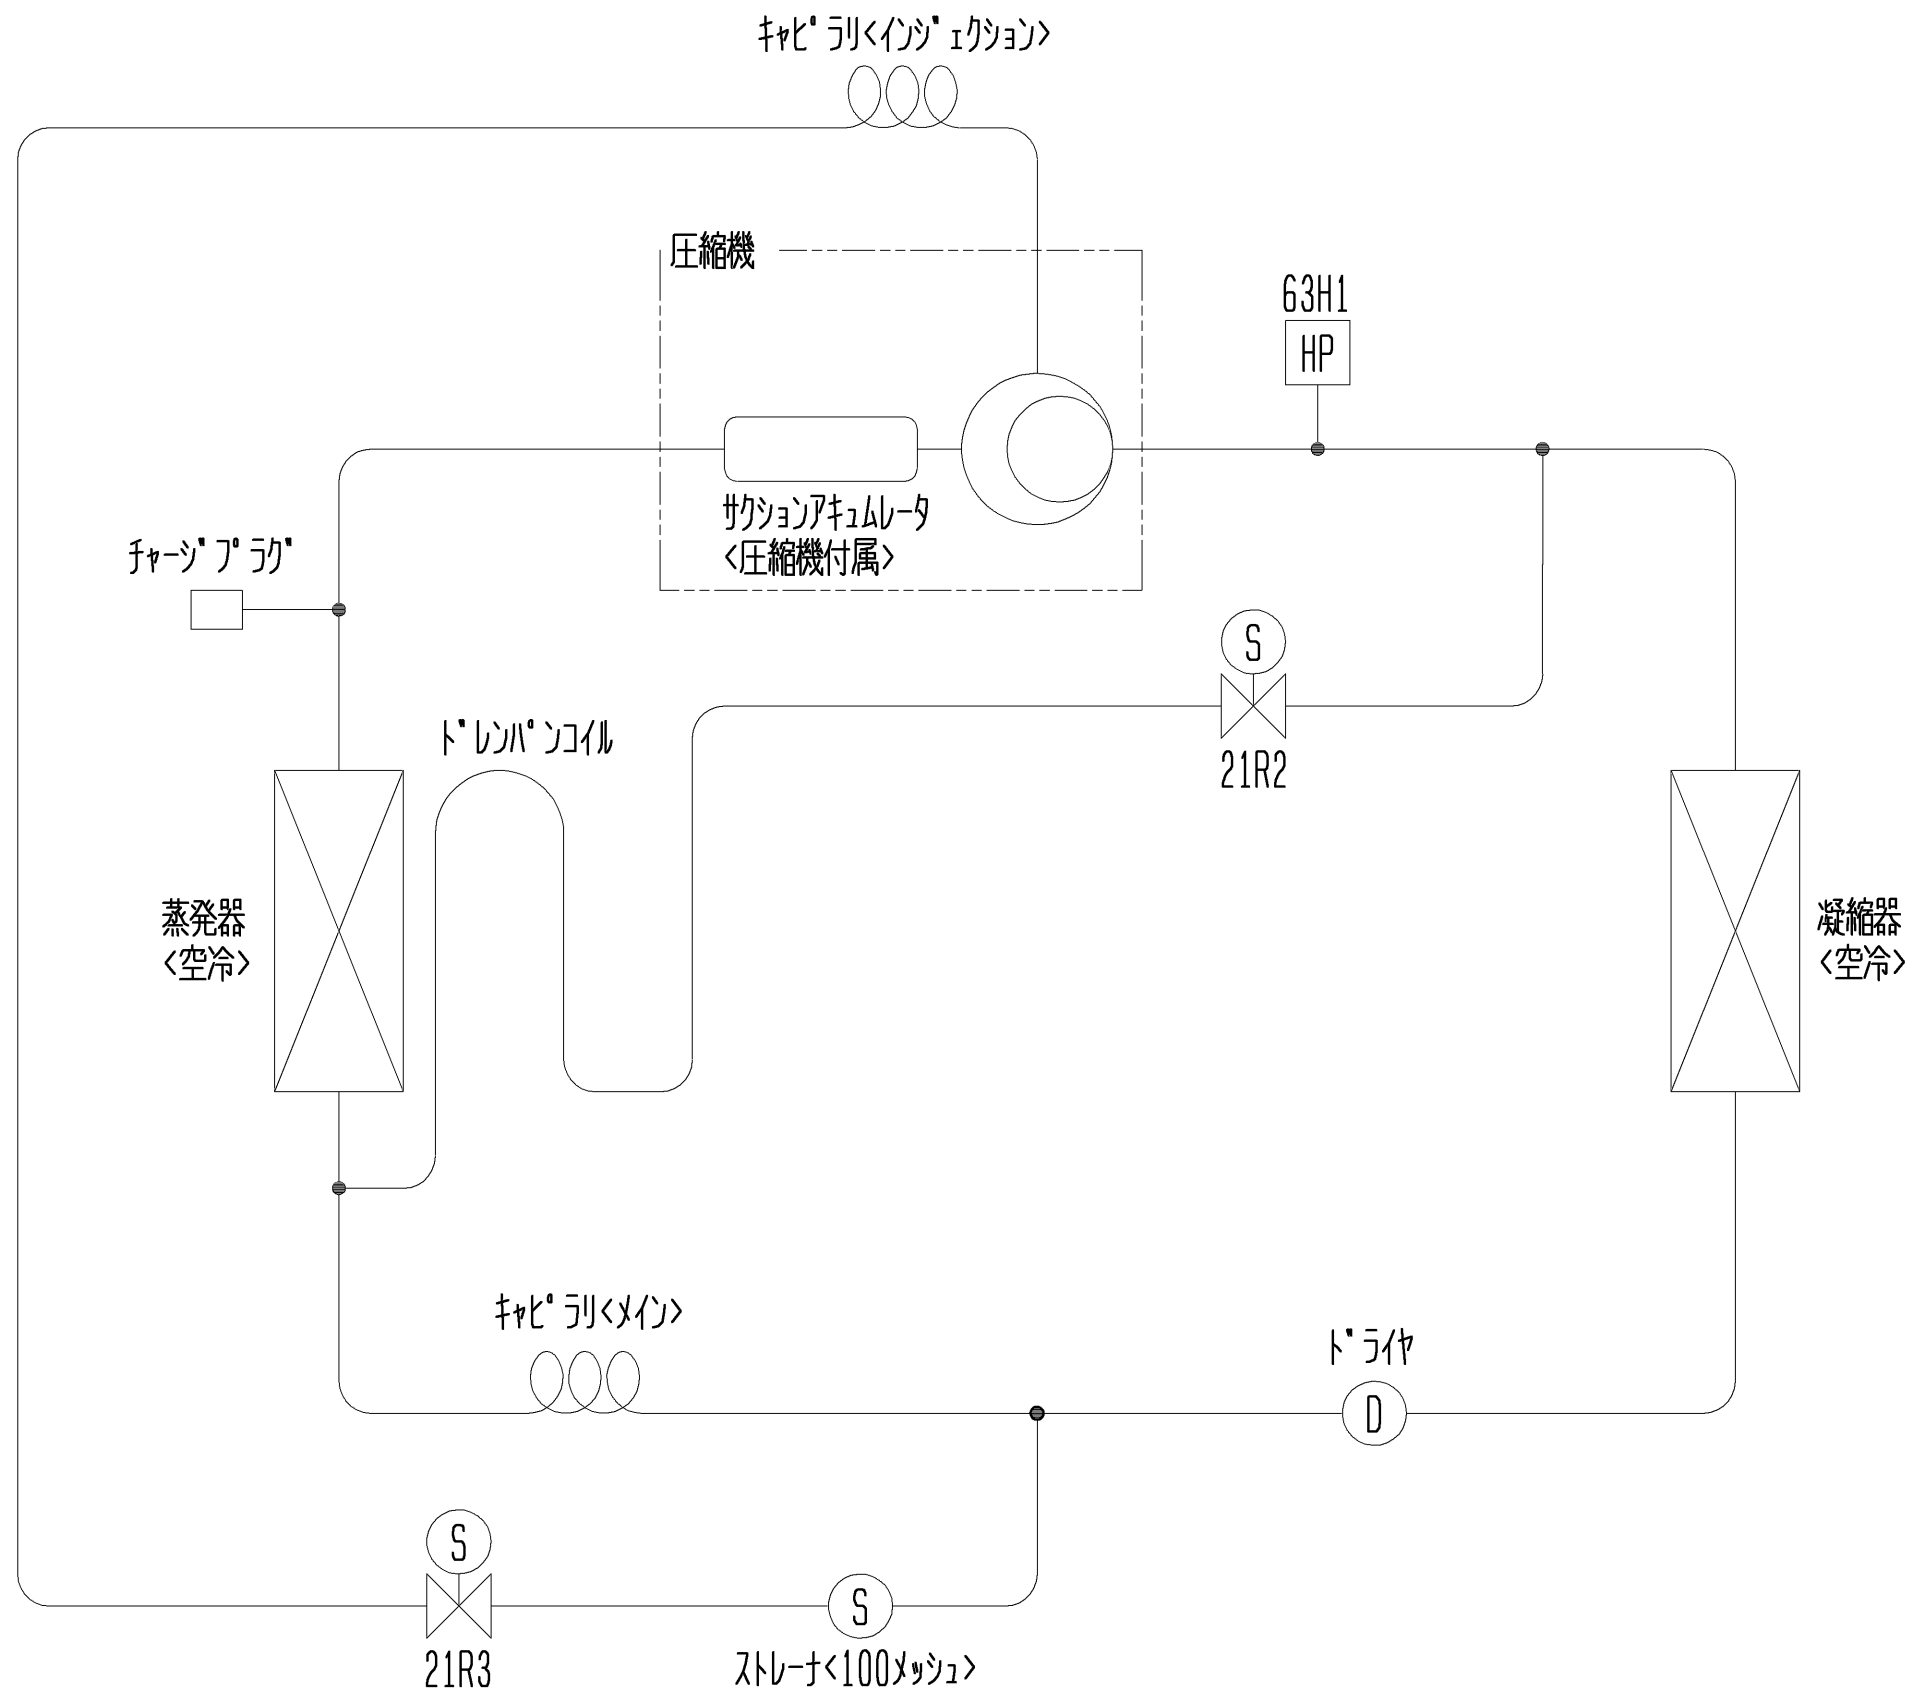 ｷｬﾋﾟﾗﾘ<ｲﾝｼﾞｪｸｼｮﾝ>
圧縮機
63H1
HP
ｻｸｼｮﾝｱｷｭﾑﾚｰﾀ
<圧縮機付属>
ﾁｬｰｼﾞﾌﾟﾗｸﾞ
S
21R2
ﾄﾞﾚﾝﾊﾟﾝｺｲﾙ
蒸発器
<空冷>
凝縮器
<空冷>
ｷｬﾋﾟﾗﾘ<ﾒｲﾝ>
ﾄﾞﾗｲﾔ
D
S
21R3
S
ｽﾄﾚｰﾅ<100ﾒｯｼｭ>